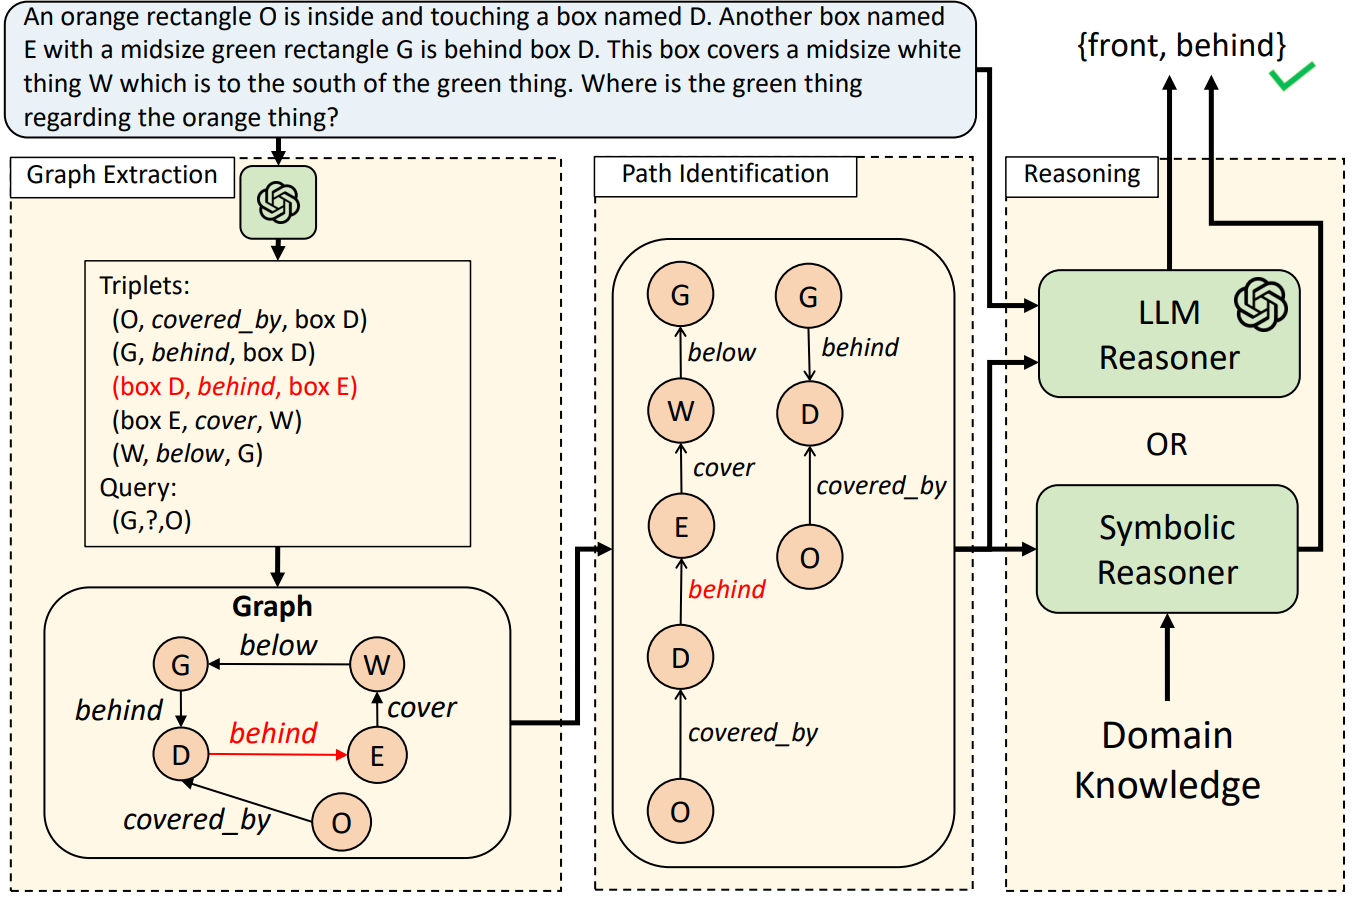 An orange rectangle O is inside and touching a box named D. Another box named
E with a midsize green rectangle G is behind box D. This box covers a midsize white
thing W which is to the south of the green thing. Where is the green thing
regarding the orange thing?
{front, behind}
Graph Extraction
Triplets:
(O, covered_by, box D)
(G, behind, box D)
(box D, behind, box E)
(box E, cover, W)
(W, below, G)
Query:
(G,?,O)
Graph
G
below
W
behind
cover
D
behind
E
covered_by
O
Path Identification
G
below
W
cover
E
behind
D
covered_by
O
G
behind
D
covered_by
O
Reasoning
LLM
Reasoner
OR
Symbolic
Reasoner
Domain
Knowledge